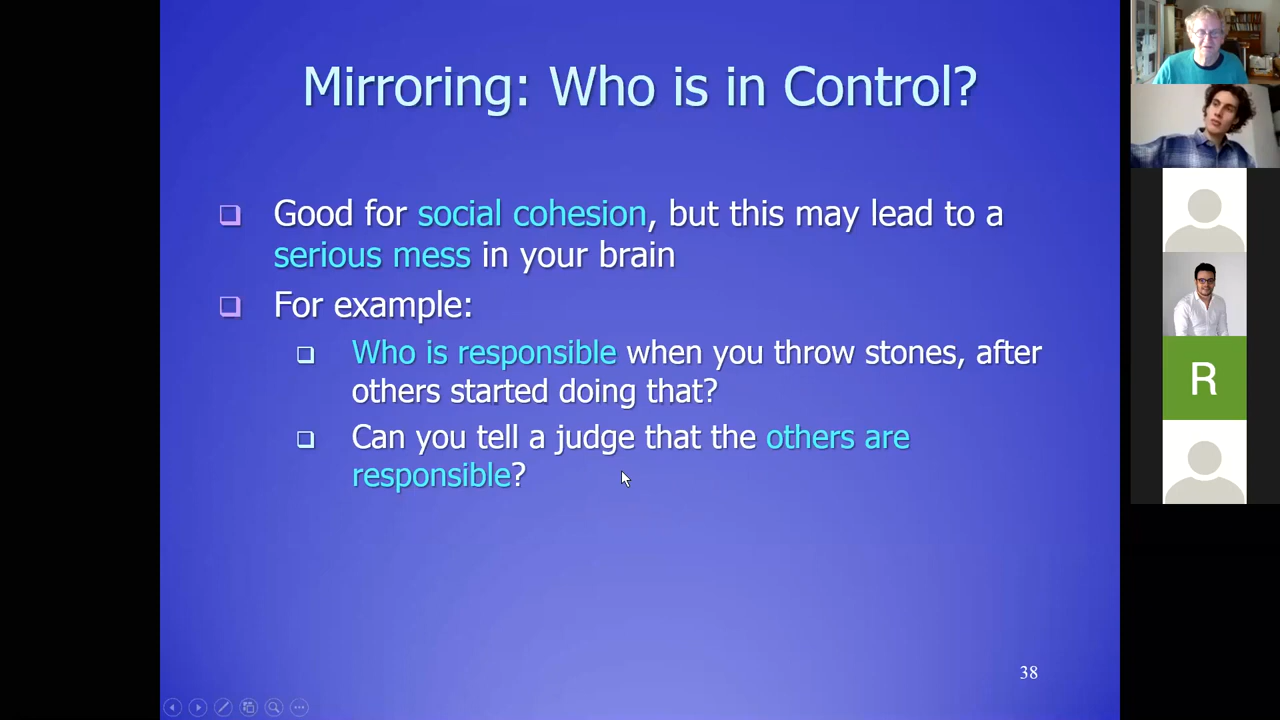 Mirroring: Who is in Control?
Good for social cohesion, but this may lead to a
serious mess in your brain
For example:
Who is responsible when you throw stones, after
others started doing that?
Can you tell a judge that the others are
responsible?
38
R